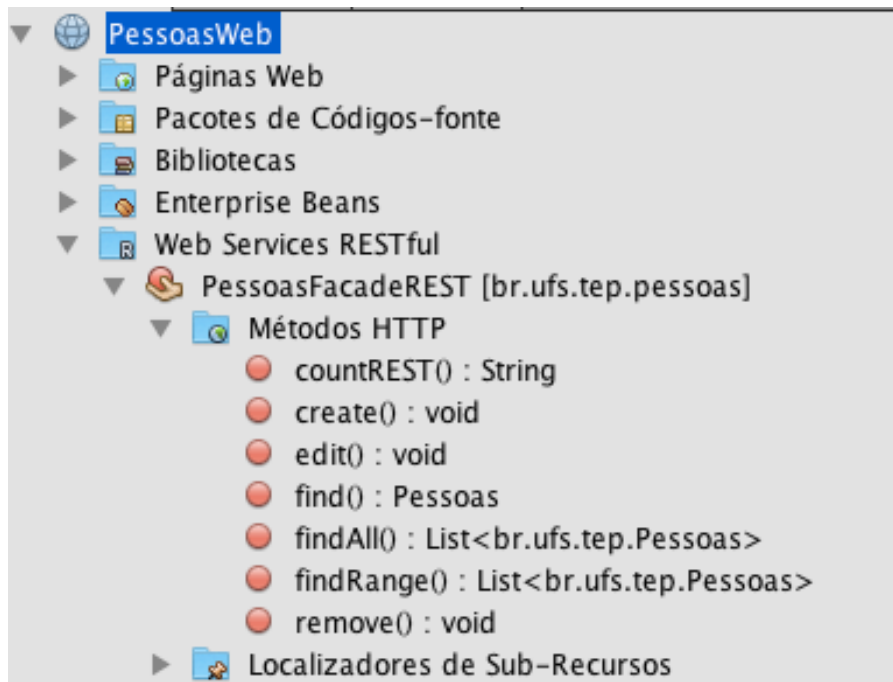 PessoasWeb
Páginas Web
Pacotes de Códigos-fonte
Bibliotecas
Enterprise Beans
Web Services RESTful
PessoasFacadeREST [br.ufs.tep.pessoas]
Métodos HTTP
countREST() : String
create() : void
edit() : void
find() : Pessoas
findAll() : List<br.ufs.tep.Pessoas>
findRange() : List<br.ufs.tep.Pessoas>
remove() : void
Localizadores de Sub-Recursos